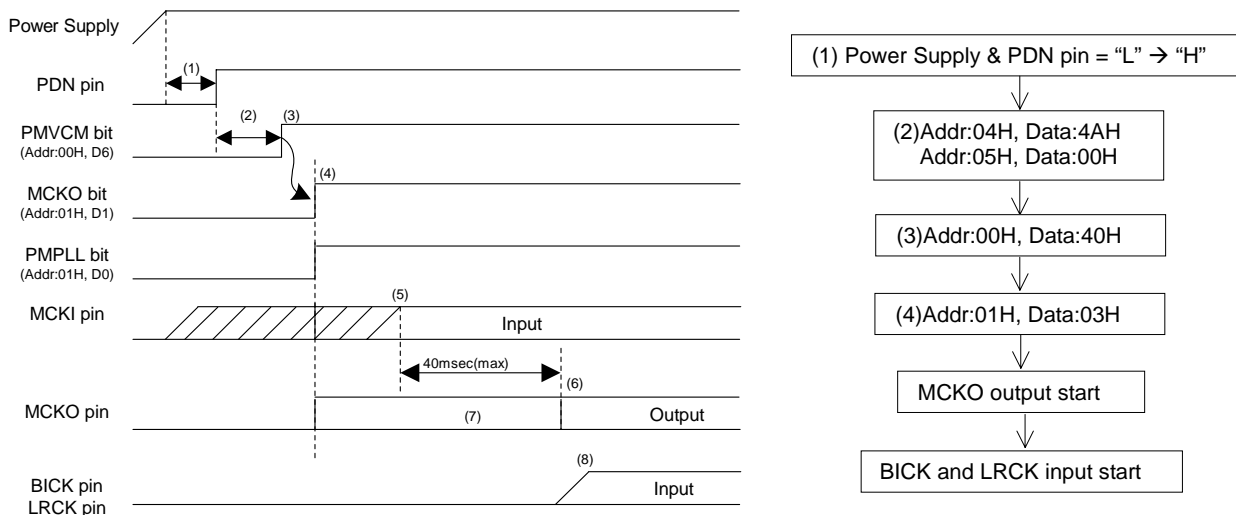 Power Supply
(1)
PDN pin
(2)
(3)
PMVCM bit
(Addr:00H, D6)
(4)
MCKO bit
(Addr:01H, D1)
PMPLL bit
(Addr:01H, D0)
(5)
MCKI pin
Input
40msec(max)
(6)
MCKO pin
(7)
Output
(8)
BICK pin
LRCK pin
Input
(1) Power Supply & PDN pin = “L” → “H”
(2)Addr:04H, Data:4AH
Addr:05H, Data:00H
(3)Addr:00H, Data:40H
(4)Addr:01H, Data:03H
MCKO output start
BICK and LRCK input start